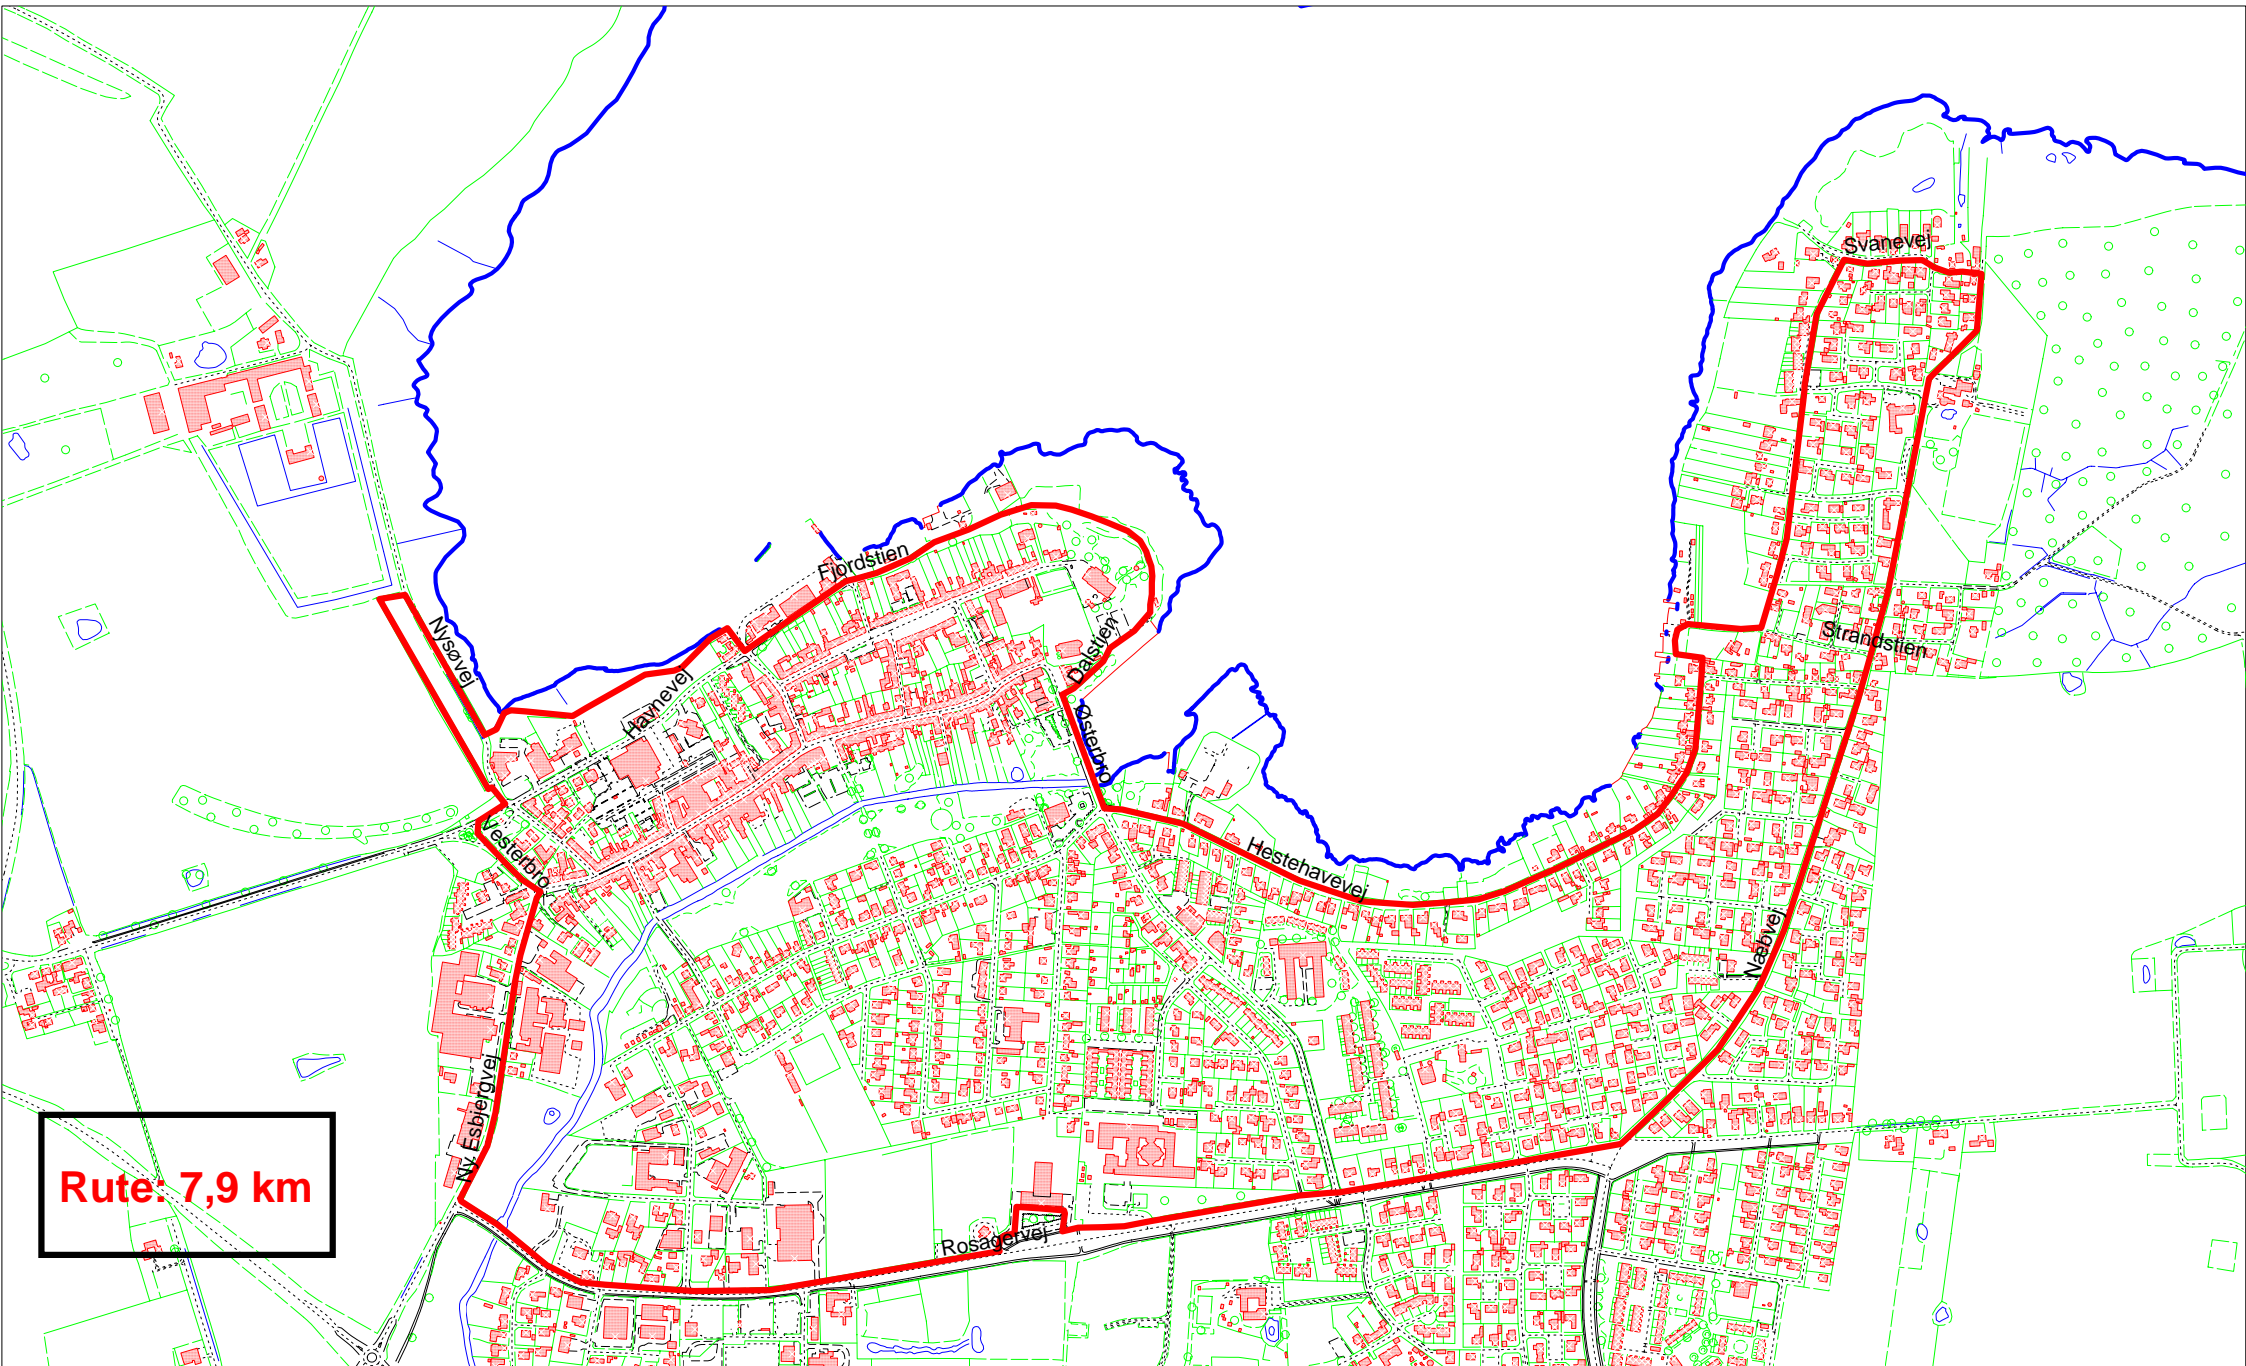 Svanevej
Fjordstien
Nysøvej
Strandstien
Dalstien
Havnevej
Østerbro
Vesterbro
Hestehavevej
Næbvej
Ny Esbjergvej
Rute: 7,9 km
Rosagervej